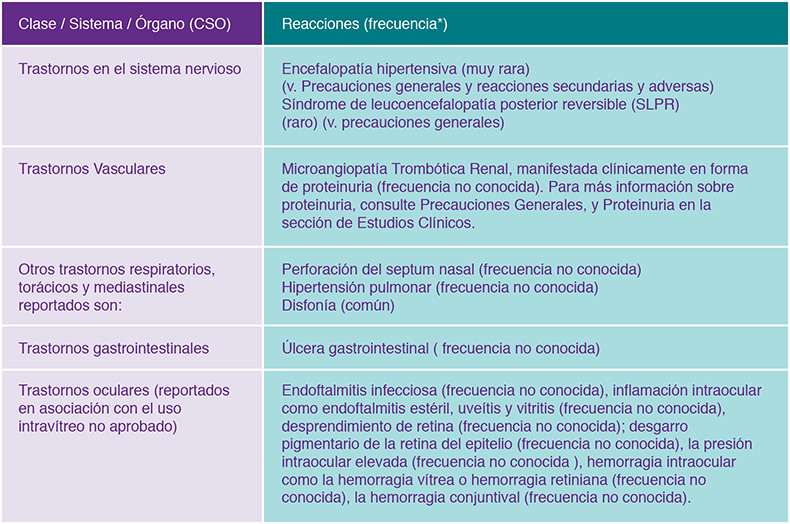 Clase / Sistema / Órgano (CSO)
Reacciones (frecuencia*)
Trastornos en el sistema nervioso
Encefalopatía hipertensiva (muy rara)
(v. Precauciones generales y reacciones secundarias y adversas)
Síndrome de leucoencefalopatía posterior reversible (SLPR)
(raro) (v. precauciones generales)
Trastornos Vasculares
Microangiopatía Trombótica Renal, manifestada clínicamente en forma
de proteinuria (frecuencia no conocida). Para más información sobre
proteinuria, consulte Precauciones Generales, y Proteinuria en la
sección de Estudios Clínicos.
Otros trastornos respiratorios,
torácicos y mediastinales
reportados son:
Perforación del septum nasal (frecuencia no conocida)
Hipertensión pulmonar (frecuencia no conocida)
Disfonía (común)
Trastornos gastrointestinales
Úlcera gastrointestinal ( frecuencia no conocida)
Trastornos oculares (reportados
en asociación con el uso
intravítreo no aprobado)
Endoftalmitis infecciosa (frecuencia no conocida), inflamación intraocular
como endoftalmitis estéril, uveítis y vitritis (frecuencia no conocida),
desprendimiento de retina (frecuencia no conocida); desgarro
pigmentario de la retina del epitelio (frecuencia no conocida), la presión
intraocular elevada (frecuencia no conocida ), hemorragia intraocular
como la hemorragia vítrea o hemorragia retiniana (frecuencia no
conocida), la hemorragia conjuntival (frecuencia no conocida).